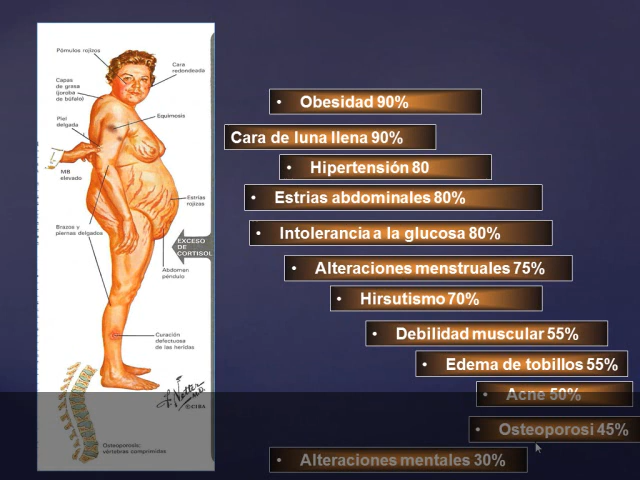 Pómulos rojizos
Cara
redondeada
Capas
de grasa
(joroba
de búfalo)
Equimosis
Piel
delgada
MB
elevado
Estrías
rojizas
Brazos y
piernas delgados
EXCESO
DE
CORTISOL
Abdomen
péndulo
Curación
defectuosa
de las heridas
F. Netter
M.D.
© CIBA
Osteoporosis;
vértebras comprimidas
• Obesidad 90%
Cara de luna llena 90%
• Hipertensión 80
• Estrias abdominales 80%
• Intolerancia a la glucosa 80%
• Alteraciones menstruales 75%
• Hirsutismo 70%
• Debilidad muscular 55%
• Edema de tobillos 55%
• Acne 50%
• Osteoporosi 45%
• Alteraciones mentales 30%